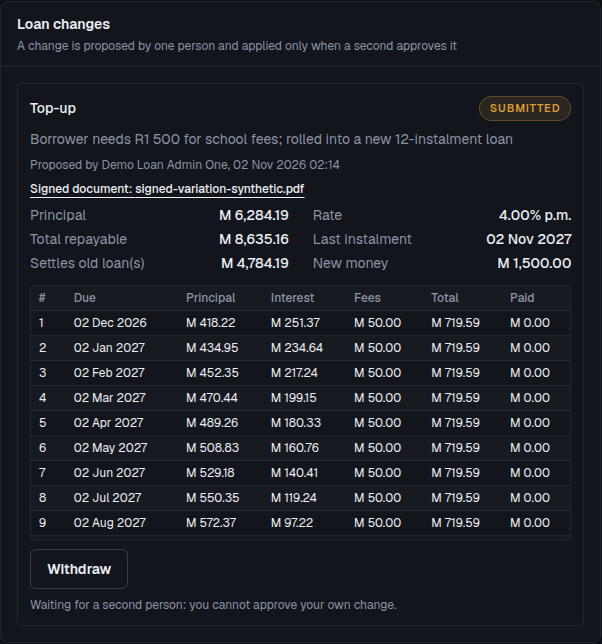 Loan changes
A change is proposed by one person and applied only when a second approves it
Top-up SUBMITTED
Borrower needs R1 500 for school fees; rolled into a new 12-instalment loan
Proposed by Demo Loan Admin One, 02 Nov 2026 02:14
Signed document: signed-variation-synthetic.pdf
Principal M 6,284.19 Rate 4.00% p.m.
Total repayable M 8,635.16 Last instalment 02 Nov 2027
Settles old loan(s) M 4,784.19 New money M 1,500.00
# Due Principal Interest Fees Total Paid
1 02 Dec 2026 M 418.22 M 251.37 M 50.00 M 719.59 M 0.00
2 02 Jan 2027 M 434.95 M 234.64 M 50.00 M 719.59 M 0.00
3 02 Feb 2027 M 452.35 M 217.24 M 50.00 M 719.59 M 0.00
4 02 Mar 2027 M 470.44 M 199.15 M 50.00 M 719.59 M 0.00
5 02 Apr 2027 M 489.26 M 180.33 M 50.00 M 719.59 M 0.00
6 02 May 2027 M 508.83 M 160.76 M 50.00 M 719.59 M 0.00
7 02 Jun 2027 M 529.18 M 140.41 M 50.00 M 719.59 M 0.00
8 02 Jul 2027 M 550.35 M 119.24 M 50.00 M 719.59 M 0.00
9 02 Aug 2027 M 572.37 M 97.22 M 50.00 M 719.59 M 0.00
Withdraw
Waiting for a second person: you cannot approve your own change.